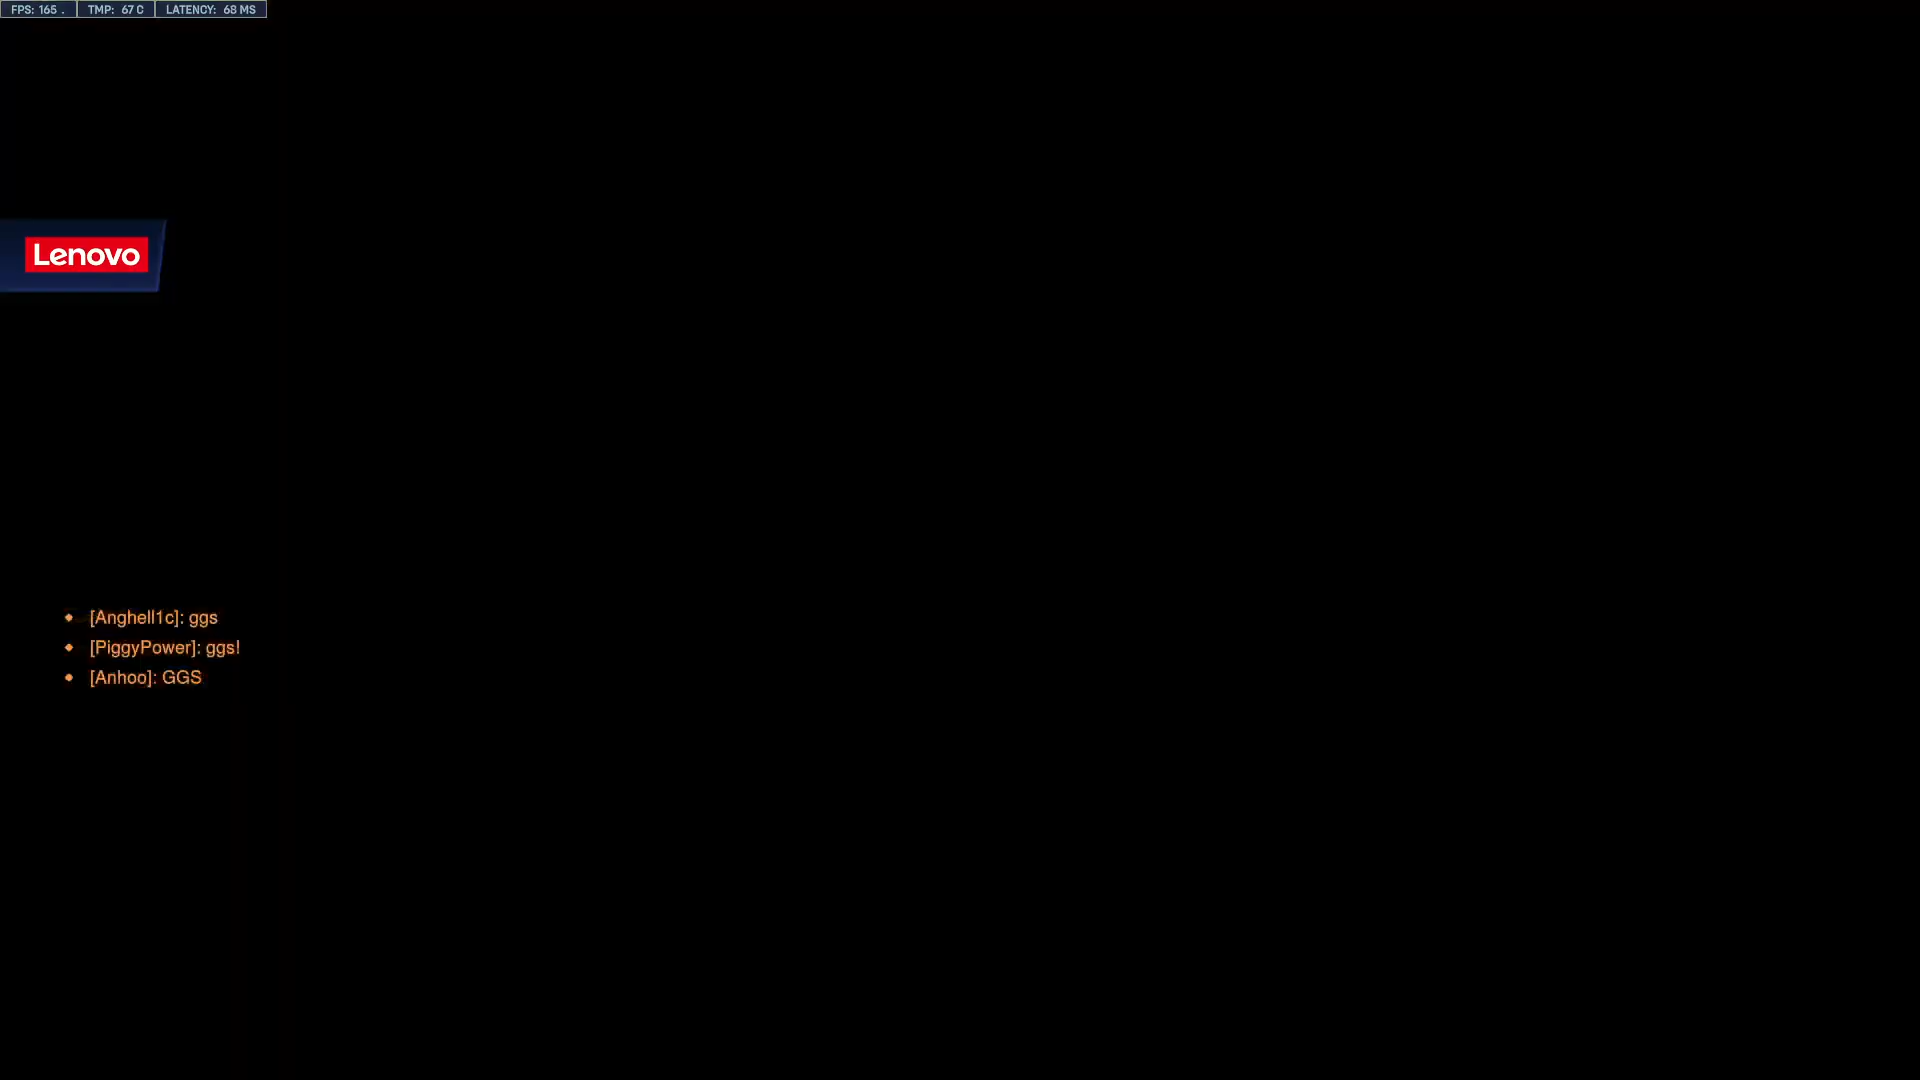 FPS: 165 . TMP: 67 C LATENCY: 68 MS
Lenovo
[Anghell1c]: ggs
[PiggyPower]: ggs!
[Anhoo]: GGS